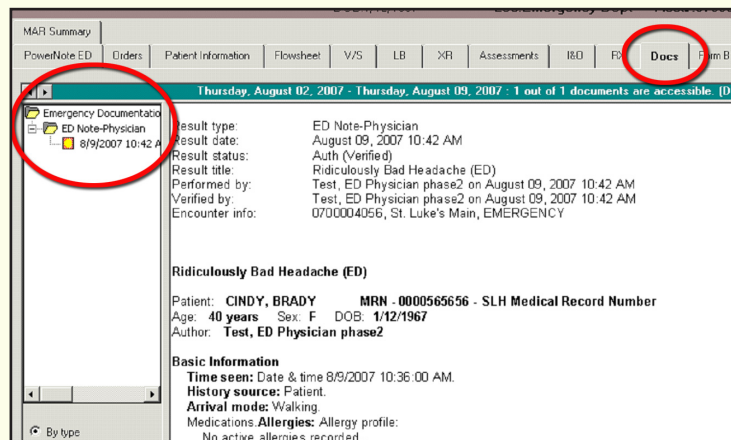 MAR Summary
PowerNote ED Orders Patient Information Flowsheet V/S LB XR Assessments I&O Docs Form B
Thursday, August 02, 2007 - Thursday, August 09, 2007 : 1 out of 1 documents are accessible. (D
Emergency Documentatio
ED Note-Physician
8/9/2007 10:42 A
Result type: ED Note-Physician
Result date: August 09, 2007 10:42 AM
Result status: Auth (Verified)
Result title: Ridiculously Bad Headache (ED)
Performed by: Test, ED Physician phase2 on August 09, 2007 10:42 AM
Verified by: Test, ED Physician phase2 on August 09, 2007 10:42 AM
Encounter info: 0700004056, St. Luke's Main, EMERGENCY
Ridiculously Bad Headache (ED)
Patient: CINDY, BRADY MRN - 0000565656 - SLH Medical Record Number
Age: 40 years Sex: F DOB: 1/12/1967
Author: Test, ED Physician phase2
Basic Information
Time seen: Date & time 8/9/2007 10:36:00 AM.
History source: Patient.
Arrival mode: Walking.
Medications.Allergies: Allergy profile:
No active allergies recorded
By type